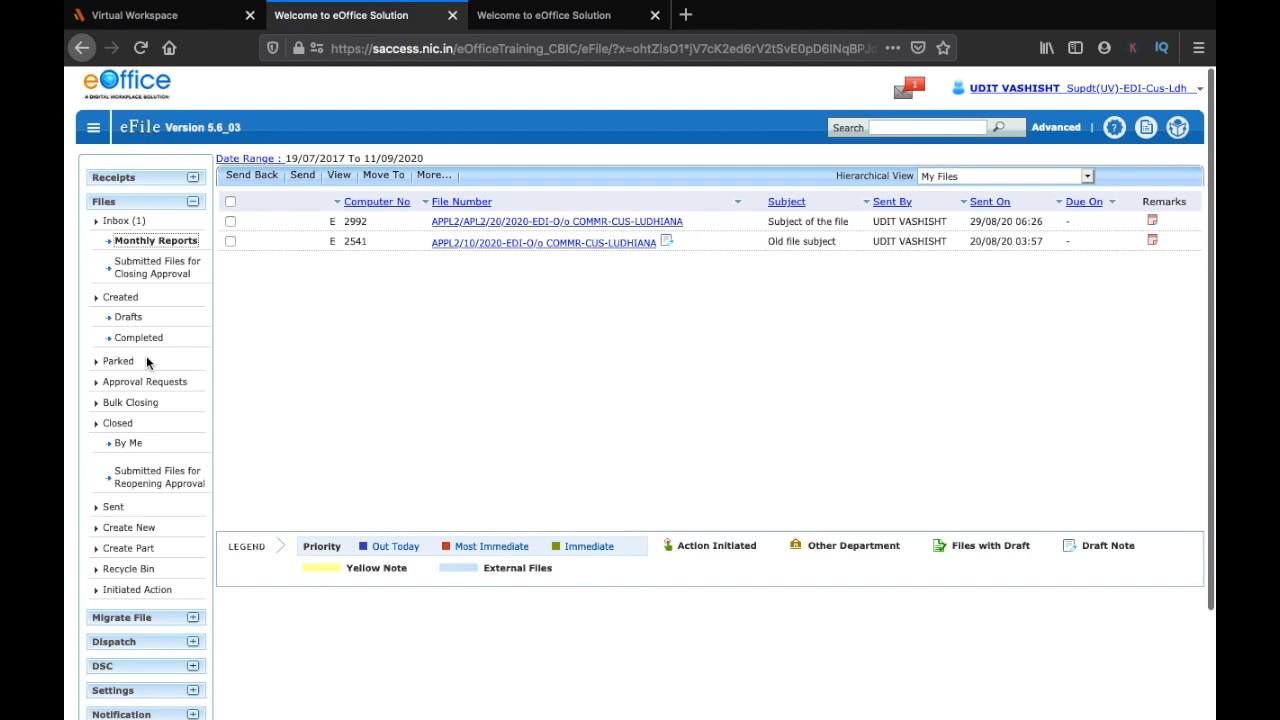 Virtual Workspace
Welcome to eOffice Solution
Welcome to eOffice Solution
https://saccess.nic.in/eOfficeTraining_CBIC/eFile/?x=ohtZIsO1*jV7cK2ed6rV2tSvE0pD6INqBPJ
IQ
eOffice
A DIGITAL WORKPLACE SOLUTION
1
UDIT VASHISHT Supdt(UV)-EDI-Cus-Ldh
eFile Version 5.6_03
Search
Advanced |
Date Range : 19/07/2017 To 11/09/2020
Send Back | Send | View | Move To | More... |
Hierarchical View My Files
Computer No File Number Subject Sent By Sent On Due On Remarks
E 2992 APPL2/APL2/20/2020-EDI-O/o COMMR-CUS-LUDHIANA Subject of the file UDIT VASHISHT 29/08/20 06:26 -
E 2541 APPL2/10/2020-EDI-O/o COMMR-CUS-LUDHIANA Old file subject UDIT VASHISHT 20/08/20 03:57 -
Receipts
Files
Inbox (1)
Monthly Reports
Submitted Files for
Closing Approval
Created
Drafts
Completed
Parked
Approval Requests
Bulk Closing
Closed
By Me
Submitted Files for
Reopening Approval
Sent
Create New
Create Part
Recycle Bin
Initiated Action
Migrate File
Dispatch
DSC
Settings
Notification
LEGEND Priority Out Today Most Immediate Immediate Action Initiated Other Department Files with Draft Draft Note
Yellow Note External Files